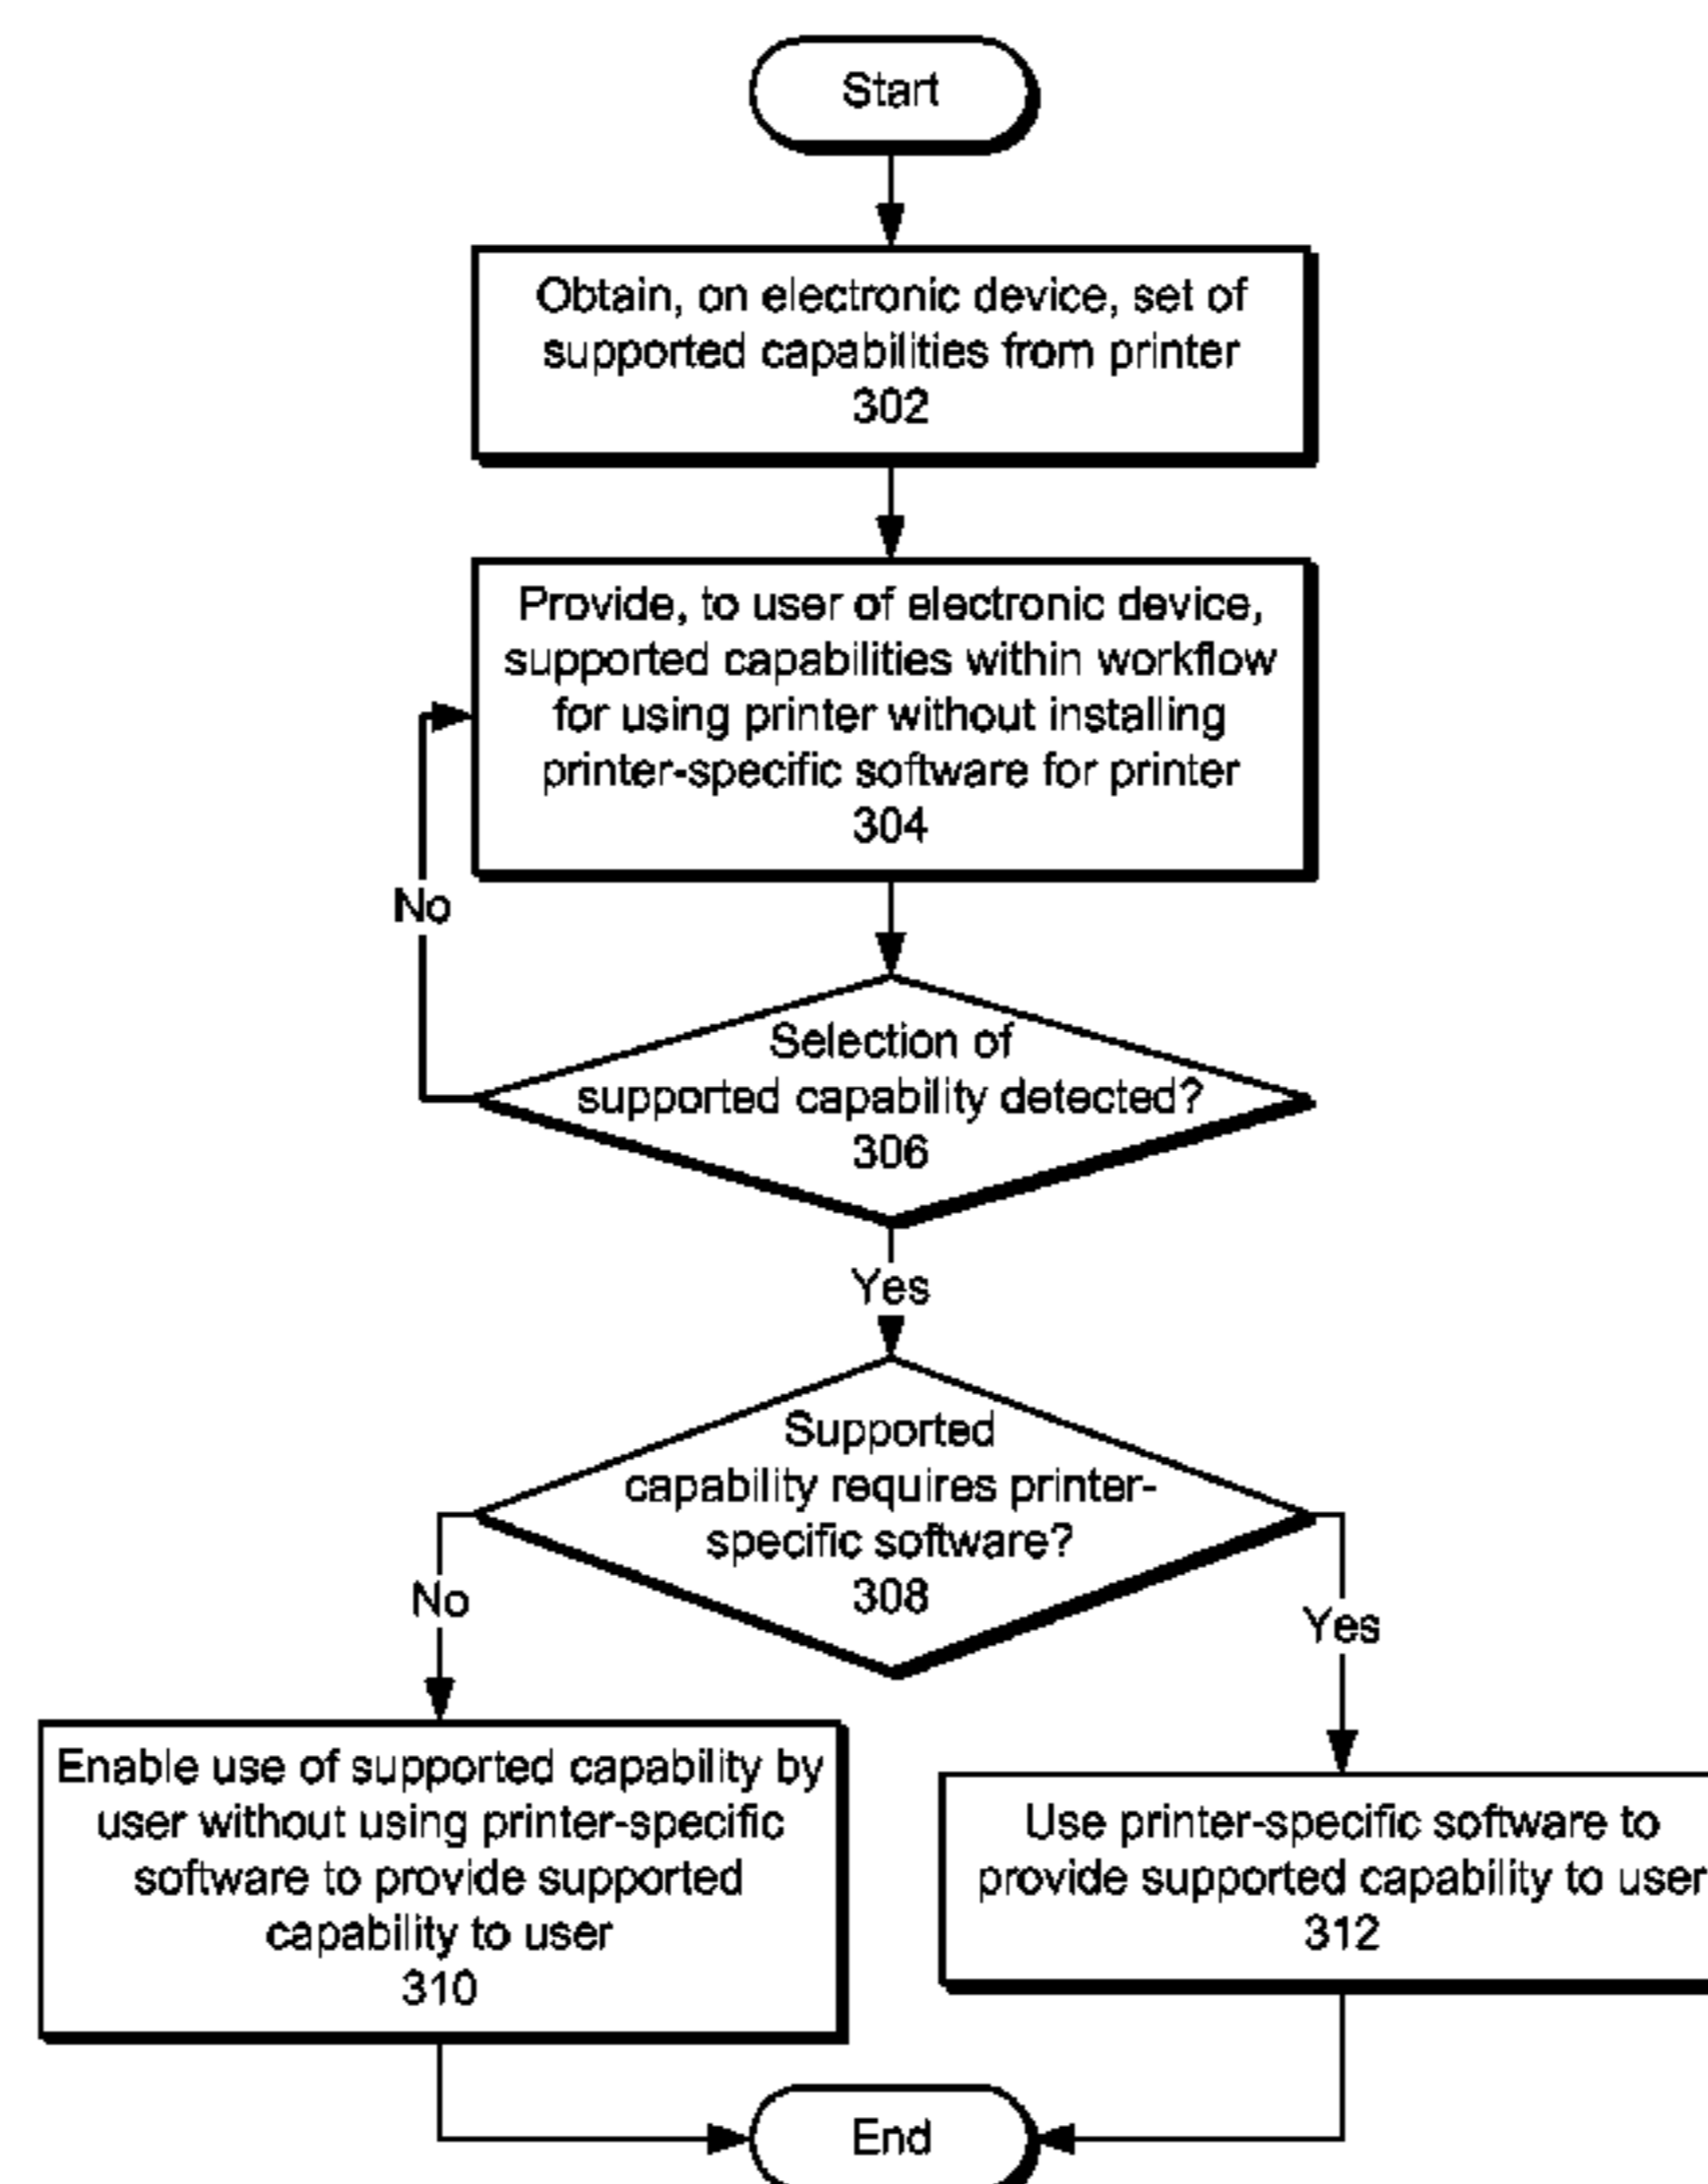 Start
Obtain, on electronic device, set of
supported capabilities from printer
302
Provide, to user of electronic device,
supported capabilities within workflow
for using printer without installing
printer-specific software for printer
304
No
Selection of
supported capability detected?
306
Yes
Supported
capability requires printer-
specific software?
308
No
Yes
Enable use of supported capability by
user without using printer-specific
software to provide supported
capability to user
310
Use printer-specific software to
provide supported capability to user
312
End